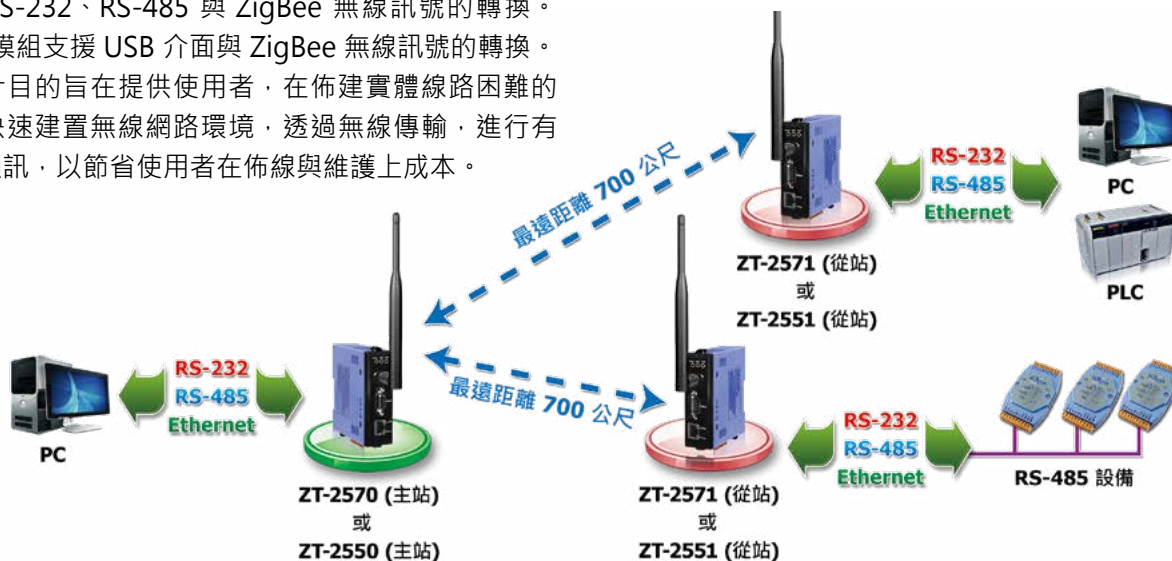 S-232、RS-485 與 ZigBee 無線訊號的轉換。
模組支援 USB 介面與 ZigBee 無線訊號的轉換。
目的旨在提供使用者，在佈建實體線路困難的
速建置無線網路環境，透過無線傳輸，進行有
訊，以節省使用者在佈線與維護上成本。
最遠距離 700 公尺
RS-232
RS-485
Ethernet
PC
PLC
ZT-2571 (從站)
或
ZT-2551 (從站)
PC
RS-232
RS-485
Ethernet
ZT-2570 (主站)
或
ZT-2550 (主站)
最遠距離 700 公尺
ZT-2571 (從站)
或
ZT-2551 (從站)
RS-232
RS-485
Ethernet
RS-485 設備